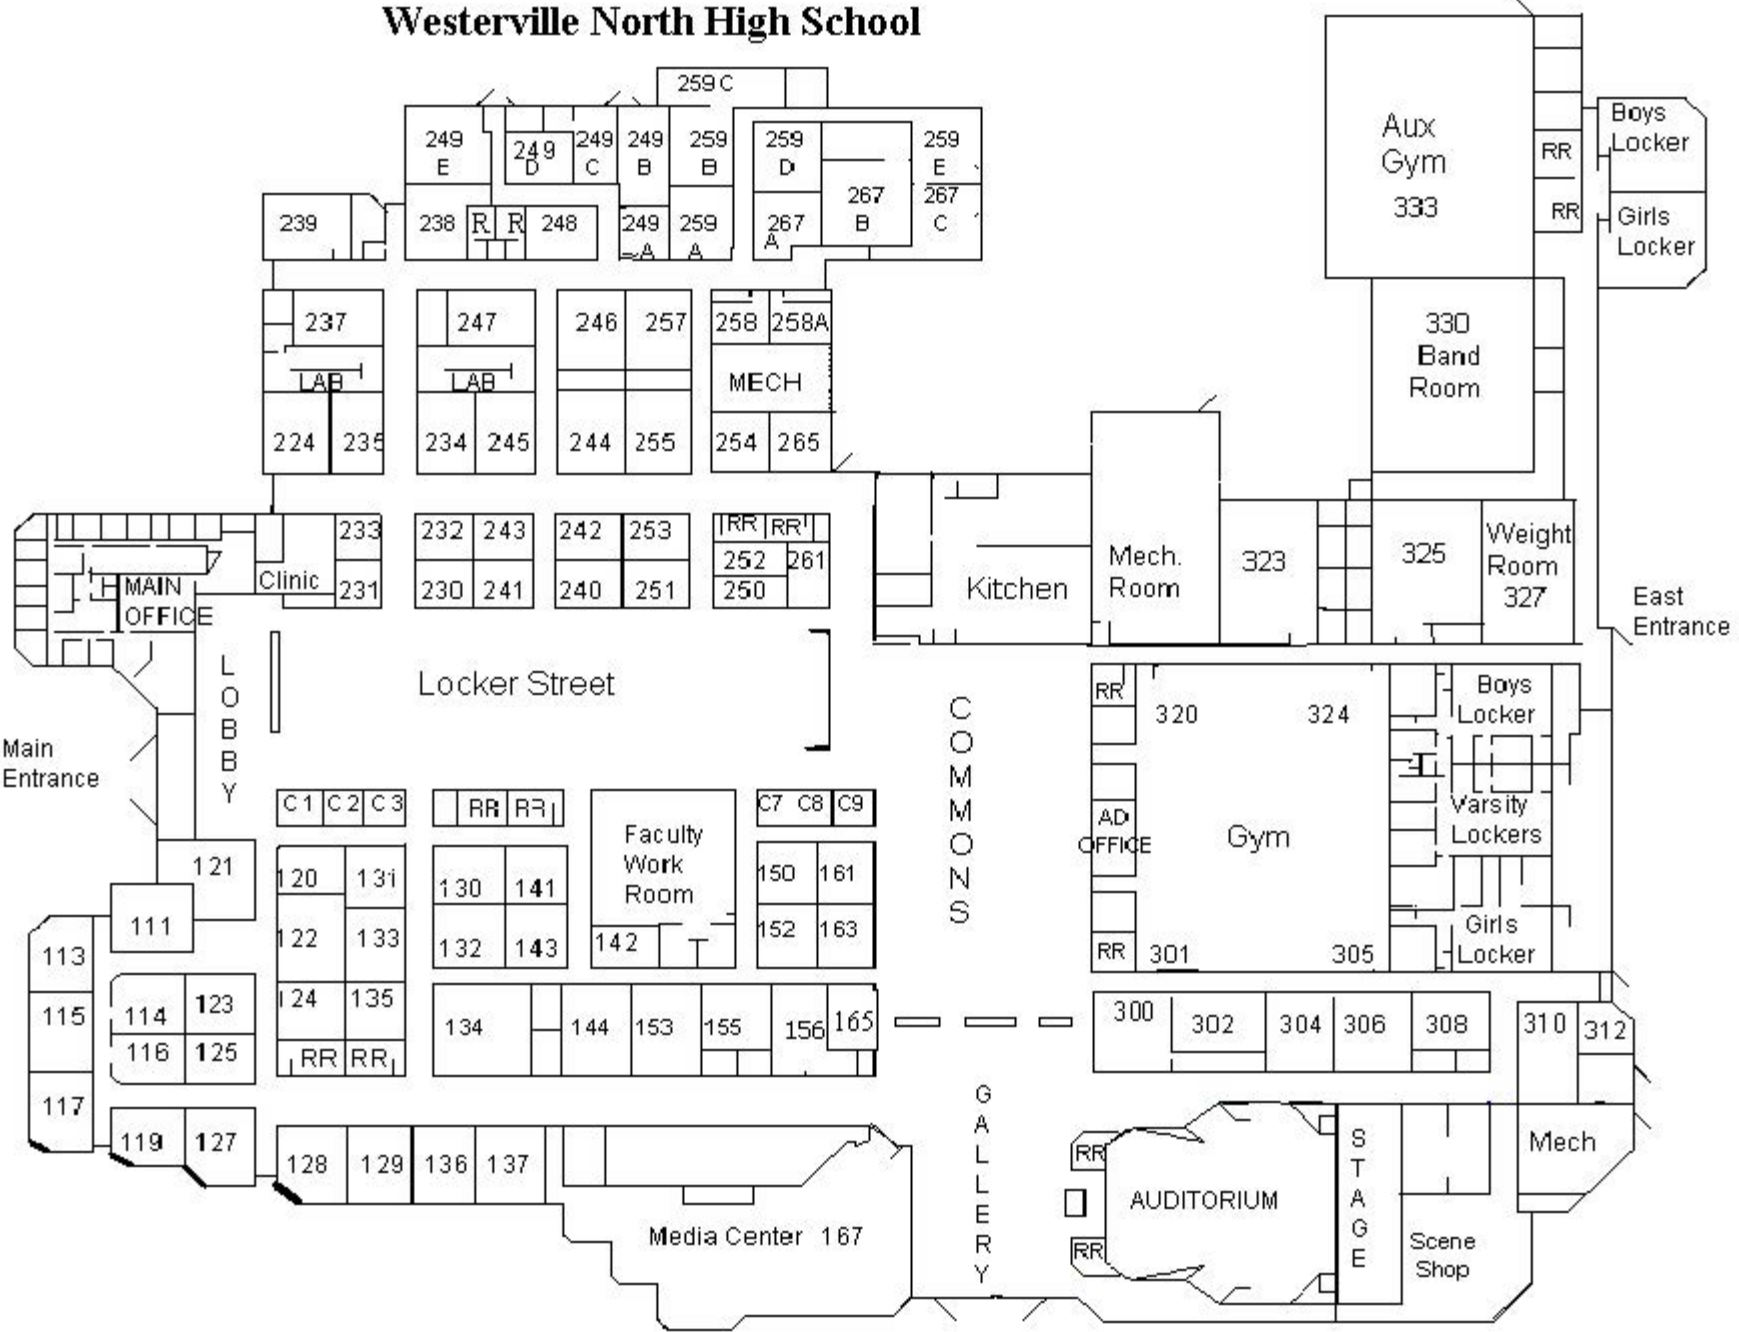 Westerville North High School
259 C
249
E
249
D
249
C
249
B
259
B
259
D
259
E
267
B
267
C
239
238
R R
248
249
A
259
A
267
A
Aux
Gym
333
RR
RR
Boys
Locker
Girls
Locker
237
247
246
257
258
258A
LAB
LAB
MECH
224
235
234
245
244
255
254
265
330
Band
Room
233
232
243
242
253
RR
RR
252
261
231
230
241
240
251
250
Clinic
MAIN
OFFICE
Kitchen
Mech.
Room
323
325
Weight
Room
327
East
Entrance
LOBBY
Locker Street
COMMONS
Main
Entrance
RR
320
324
Boys
Locker
C 1
C 2
C 3
RR
RR
Faculty
Work
Room
C7
C8
C9
AD
OFFICE
Gym
Varsity
Lockers
121
120
131
130
141
150
161
111
122
133
132
143
142
152
163
RR
301
305
Girls
Locker
113
115
114
123
124
135
134
144
153
155
156
165
300
302
304
306
308
310
312
116
125
RR
RR
117
119
127
128
129
136
137
GALLERY
RR
AUDITORIUM
RR
STAGE
Mech
Media Center 167
Scene
Shop